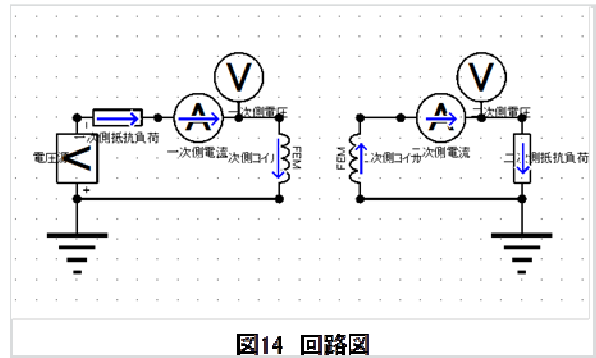 V
V
A
一次側電圧
A
二次側電圧
一次側抵抗負荷
電圧源
V
一次側電流
一次側コイル
FEM
FEM
二次側コイル
二次側電流
二次側抵抗負荷
図14 回路図